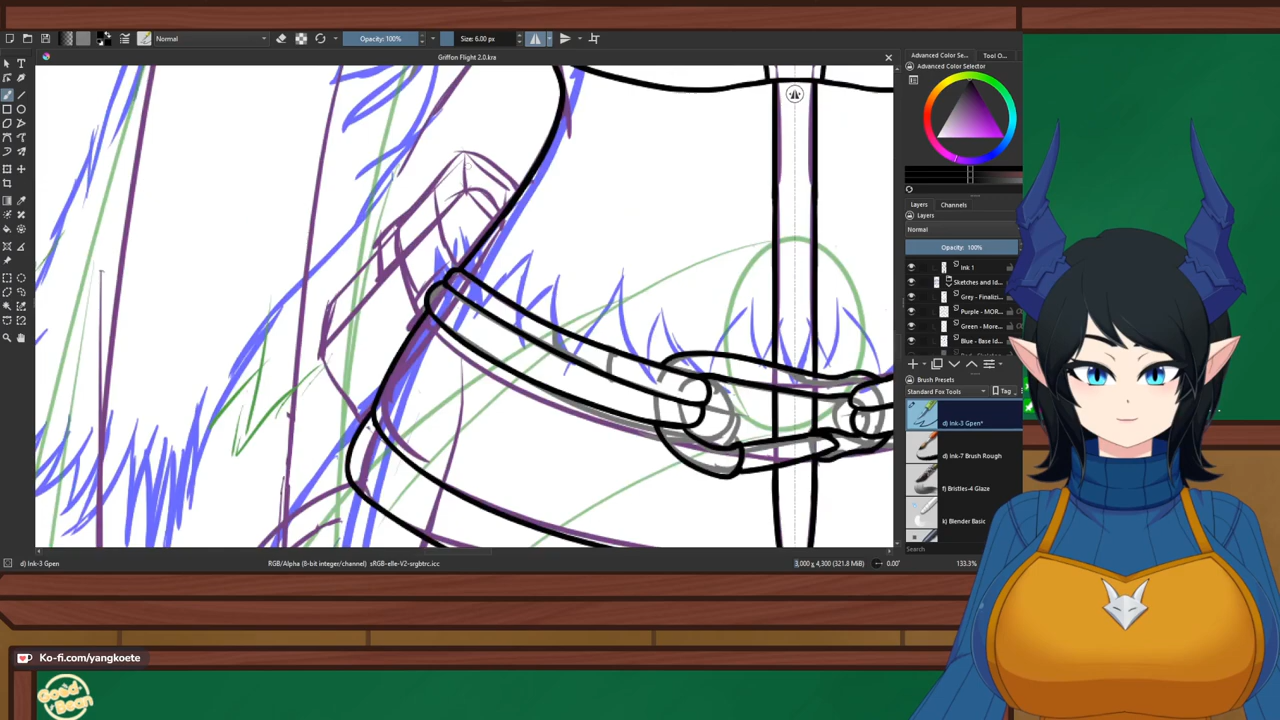 Normal
Opacity: 100%
Size: 6.00 px
Griffon Flight 2.0.kra
Advanced Color Se...
Tool O...
Advanced Color Selector
Layers
Channels
Layers
Normal
Opacity: 100%
Ink 1
Sketches and Id...
Grey - Finalizi...
Purple - MOR...
Green - More...
Blue - Base Id...
Brush Presets
Standard Fox Tools
Tag
d) Ink-3 Gpen*
d) Ink-7 Brush Rough
f) Bristles-4 Glaze
k) Blender Basic
Search
d) Ink-3 Gpen
RGB/Alpha (8-bit integer/channel) sRGB-elle-V2-srgbtrc.icc
3,000 x 4,300 (321.8 MiB)
0.00°
133.3%
Ko-fi.com/yangkoete
Good
Bean